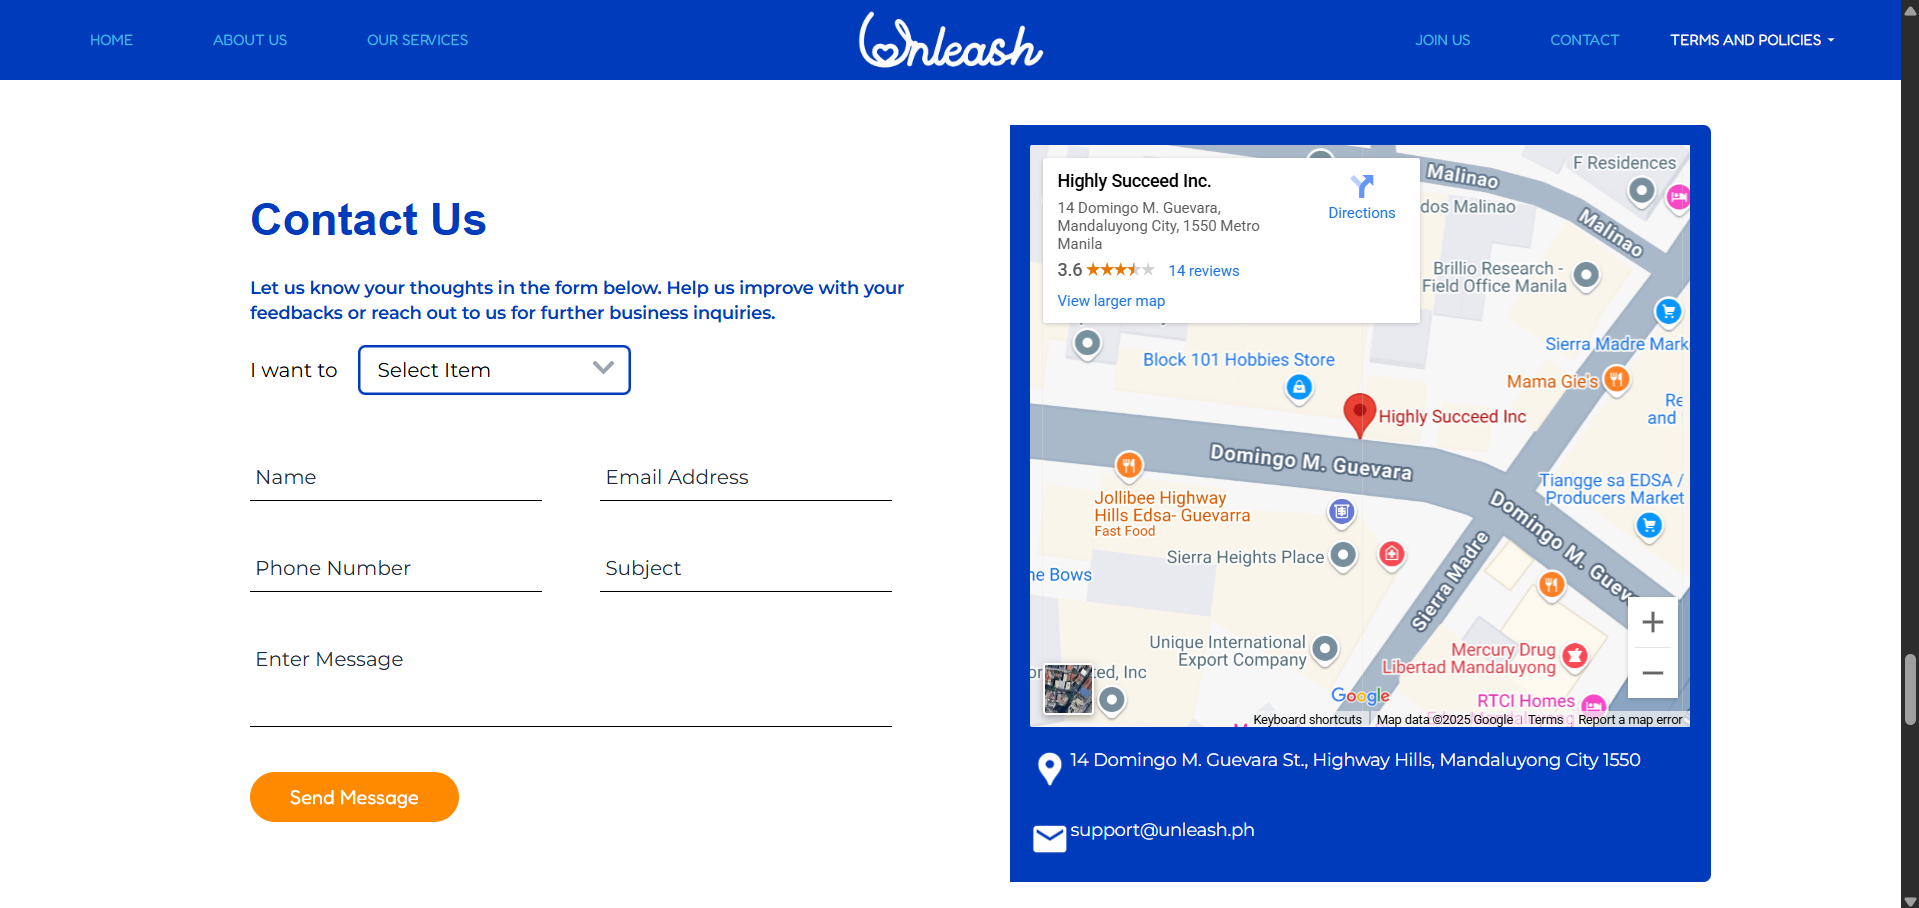 HOME
ABOUT US
OUR SERVICES
Unleash
JOIN US
CONTACT
TERMS AND POLICIES
Contact Us
Let us know your thoughts in the form below. Help us improve with your
feedbacks or reach out to us for further business inquiries.
I want to
Select Item
Name
Email Address
Phone Number
Subject
Enter Message
Send Message
Highly Succeed Inc.
14 Domingo M. Guevara,
Mandaluyong City, 1550 Metro
Manila
Directions
3.6
14 reviews
View larger map
F Residences
Malinao
dos Malinao
Malinao
Brillio Research -
Field Office Manila
Sierra Madre Mark
Block 101 Hobbies Store
Mama Gie's
Re
and
Highly Succeed Inc
Domingo M. Guevara
Tiangge sa EDSA /
Producers Market
Jollibee Highway
Hills Edsa- Guevarra
Fast Food
Domingo M. Guev
Sierra Heights Place
Sierra Madre
ne Bows
Unique International
Export Company
Mercury Drug
Libertad Mandaluyong
ted, Inc
Google
RTCI Homes
Keyboard shortcuts
Map data ©2025 Google
Terms
Report a map error
14 Domingo M. Guevara St., Highway Hills, Mandaluyong City 1550
support@unleash.ph